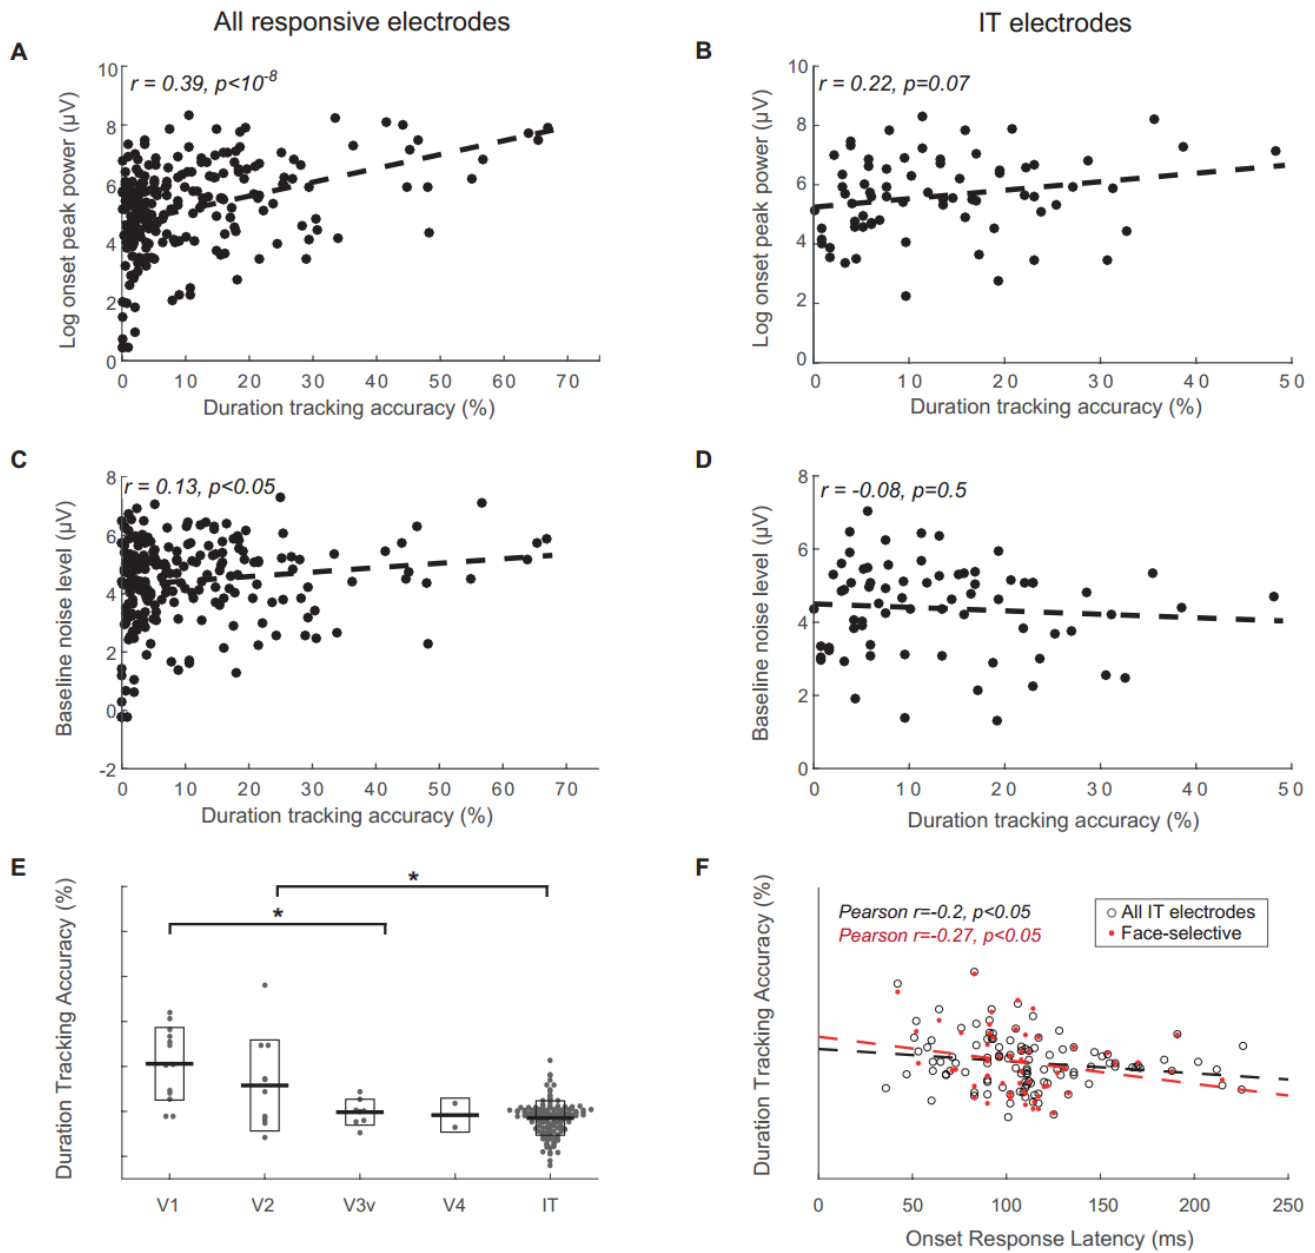 All responsive electrodes
IT electrodes
A
r = 0.39, p<10-8
Log onset peak power (μV)
10
8
6
4
2
0
0 10 20 30 40 50 60 70
Duration tracking accuracy (%)
B
r = 0.22, p=0.07
Log onset peak power (μV)
10
8
6
4
2
0
0 10 20 30 40 50
Duration tracking accuracy (%)
C
r = 0.13, p<0.05
Baseline noise level (μV)
8
6
4
2
0
-2
0 10 20 30 40 50 60 70
Duration tracking accuracy (%)
D
r = -0.08, p=0.5
Baseline noise level (μV)
8
6
4
2
0
0 10 20 30 40 50
Duration tracking accuracy (%)
E
Duration Tracking Accuracy (%)
*
*
V1 V2 V3v V4 IT
F
Duration Tracking Accuracy (%)
Pearson r=-0.2, p<0.05
Pearson r=-0.27, p<0.05
All IT electrodes
Face-selective
0 50 100 150 200 250
Onset Response Latency (ms)